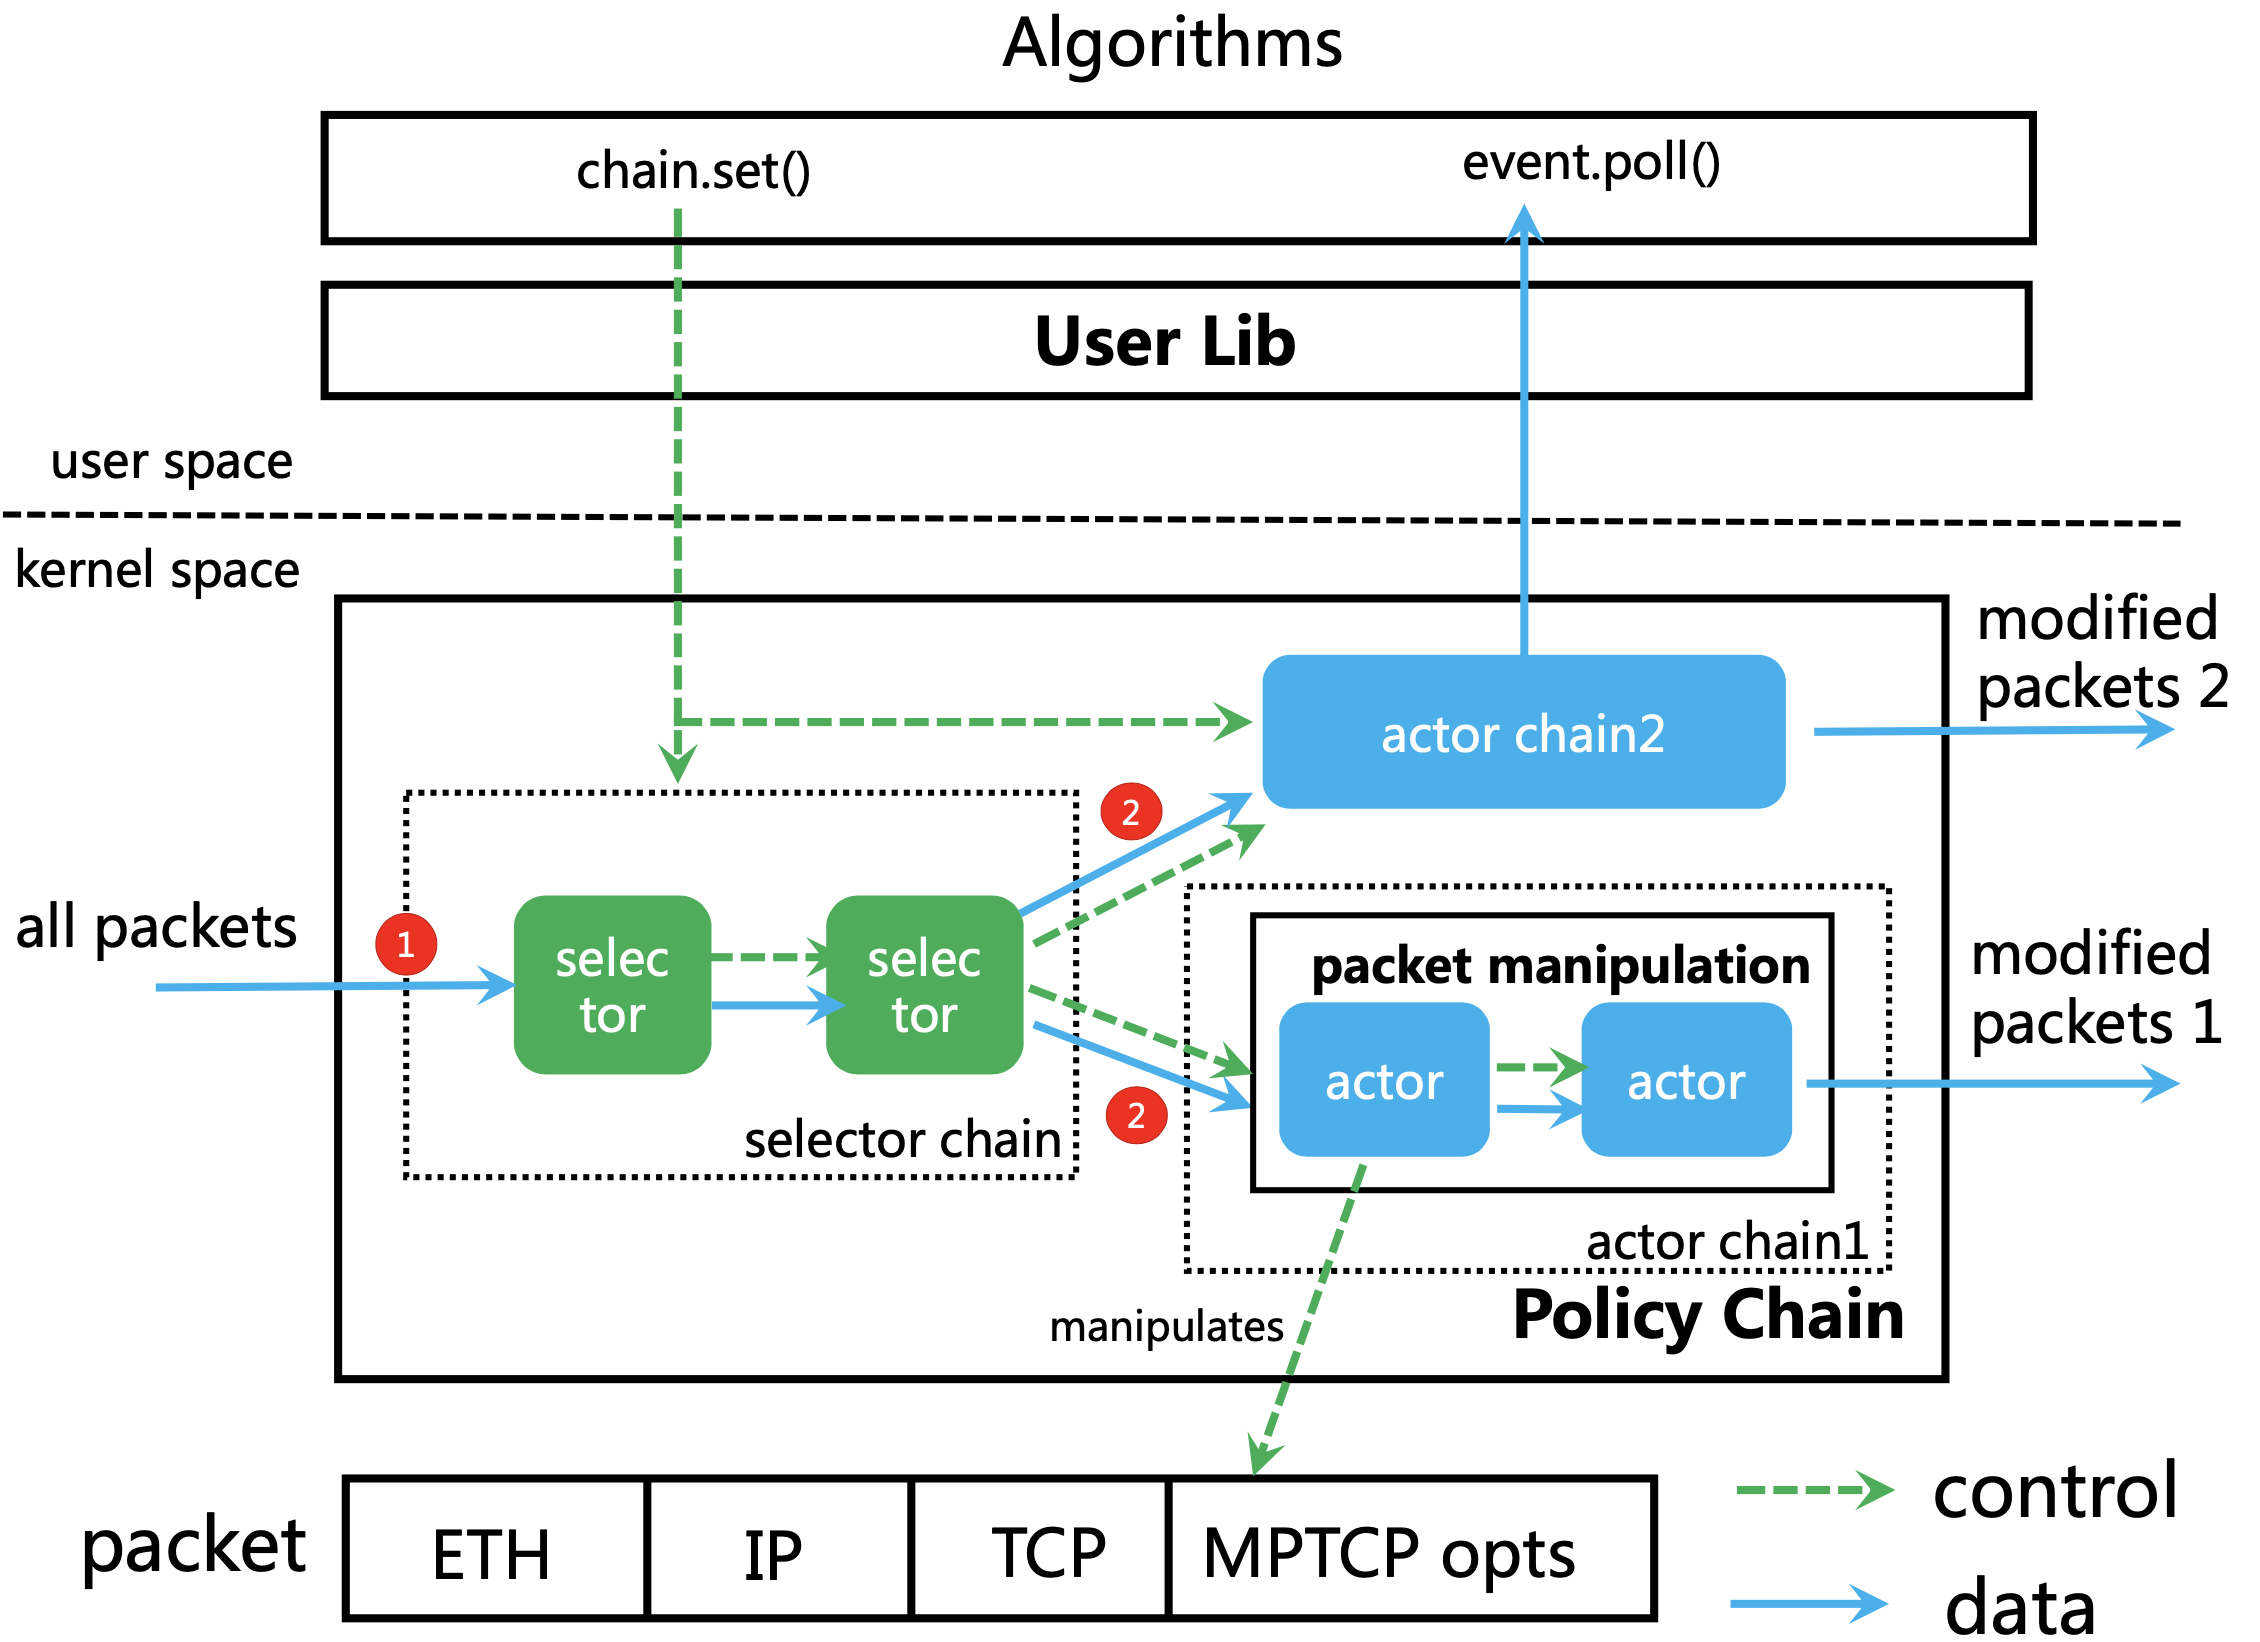 Algorithms
chain.set()
event.poll()
User Lib
user space
kernel space
modified
packets 2
actor chain2
2
all packets
1
selec
tor
selec
tor
selector chain
2
packet manipulation
actor
actor
actor chain1
modified
packets 1
Policy Chain
manipulates
packet
ETH
IP
TCP
MPTCP opts
control
data